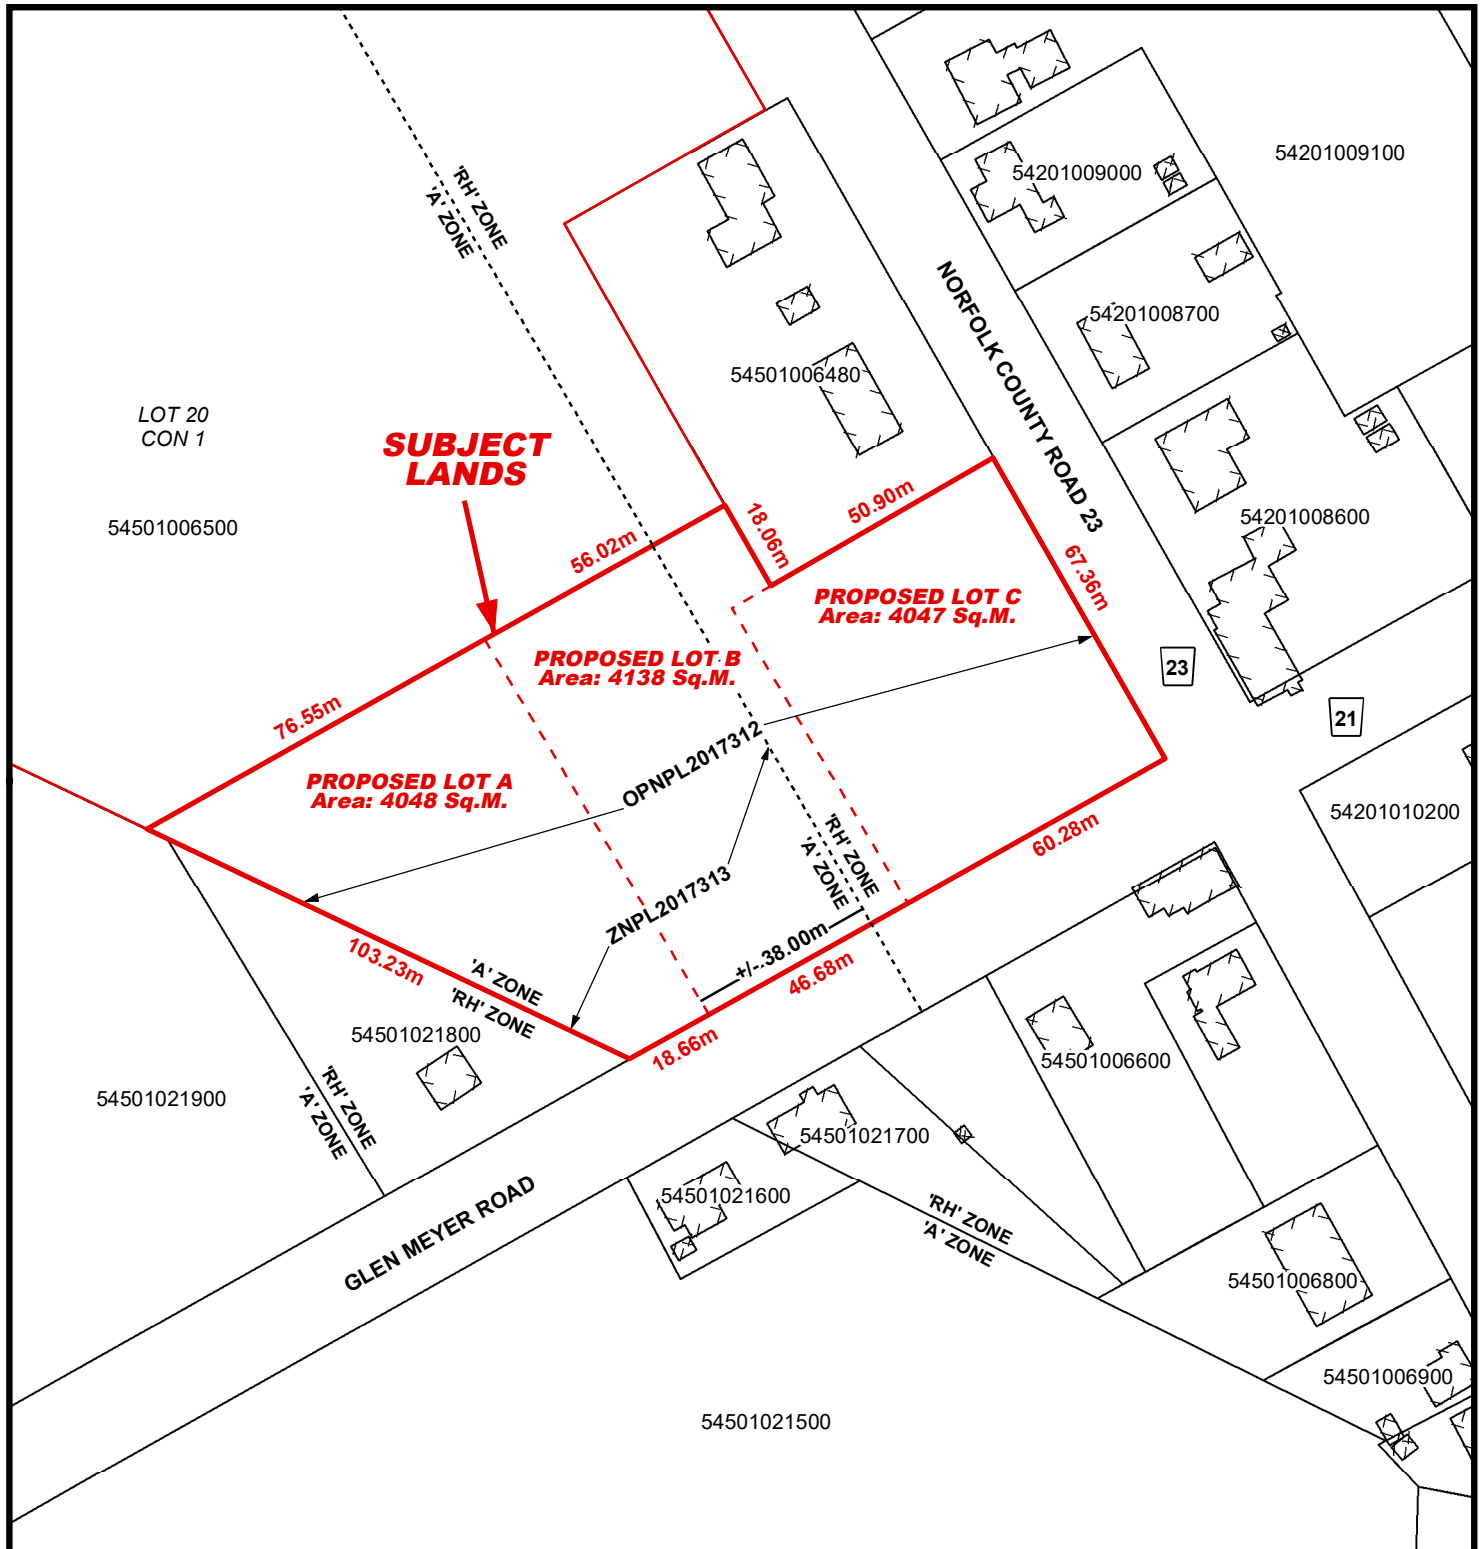 54201009100
54201009000
'RH' ZONE
'A' ZONE
NORFOLK COUNTY ROAD 23
54201008700
54501006480
LOT 20
CON 1
SUBJECT
LANDS
54501006500
54201008600
50.90m
18.06m
56.02m
67.36m
PROPOSED LOT C
Area: 4047 Sq.M.
PROPOSED LOT B
Area: 4138 Sq.M.
23
21
76.55m
OPNPL2017312
PROPOSED LOT A
Area: 4048 Sq.M.
54201010200
60.28m
'RH' ZONE
'A' ZONE
ZNPL2017313
+/-.38.00m
103.23m
'A' ZONE
'RH' ZONE
46.68m
18.66m
54501021800
54501006600
54501021900
'RH' ZONE
'A' ZONE
54501021700
54501021600
GLEN MEYER ROAD
'RH' ZONE
'A' ZONE
54501006800
54501006900
54501021500